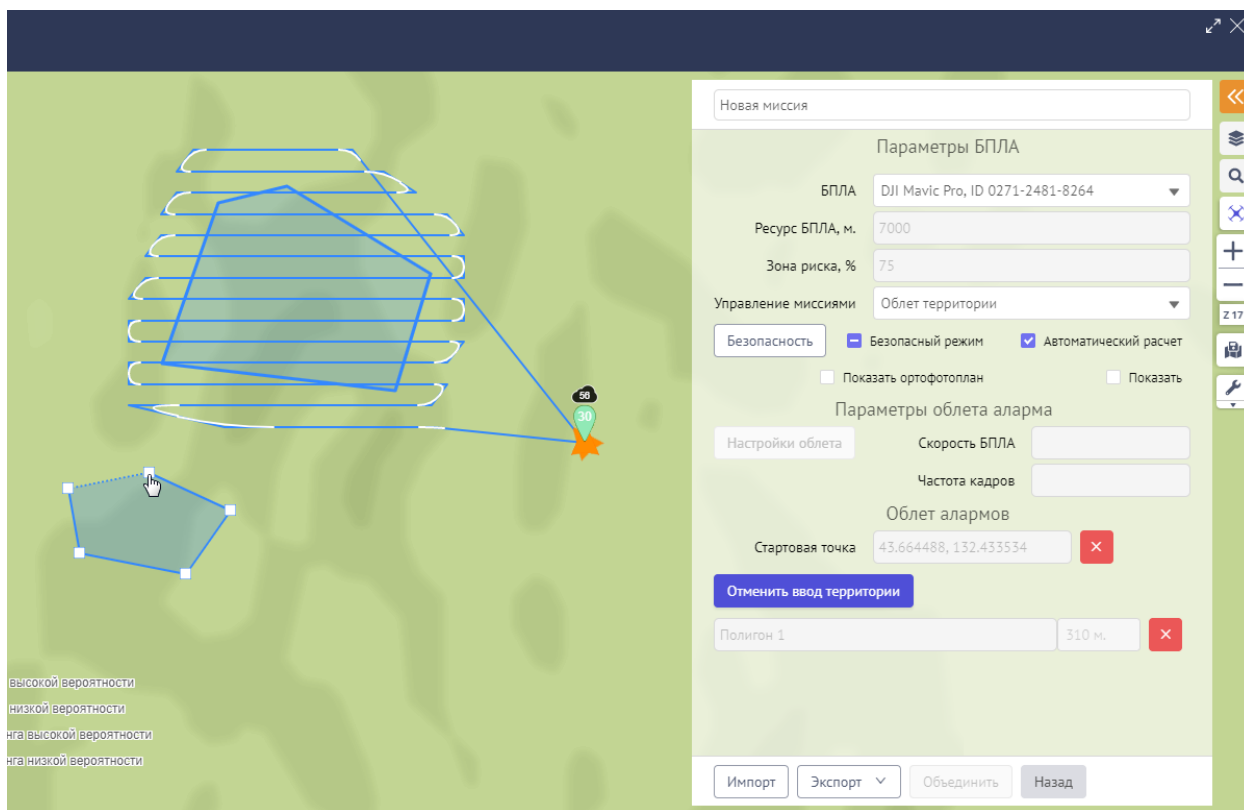 Новая миссия
Параметры БПЛА
БПЛА DJI Mavic Pro, ID 0271-2481-8264
Ресурс БПЛА, м. 7000
Зона риска, % 75
Управление миссиями Облет территории
Безопасность Безопасный режим Автоматический расчет
Показать ортофотоплан Показать
Параметры облета аларма
Настройки облета Скорость БПЛА
Частота кадров
Облет алармов
Стартовая точка 43.664488, 132.433534
Отменить ввод территории
Полигон 1 310 м.
Импорт Экспорт Объединить Назад
Z 17
56
30
высокой вероятности
низкой вероятности
нга высокой вероятности
нга низкой вероятности